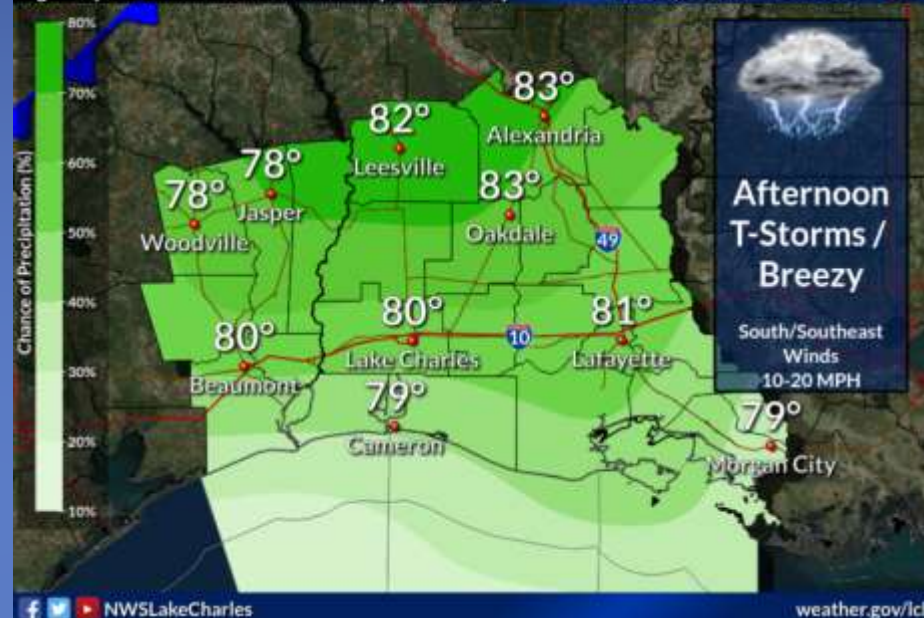 80%
70%
60%
50%
40%
30%
20%
10%
Chance of Precipitation (%)
83°
Alexandria
82°
Leesville
78°
Jasper
78°
Woodville
83°
Oakdale
49
80°
Beaumont
80°
Lake Charles
10
81°
Lafayette
79°
Cameron
79°
Morgan City
Afternoon
T-Storms /
Breezy
South/Southeast
Winds
10-20 MPH
NWSLakeCharles
weather.gov/lch